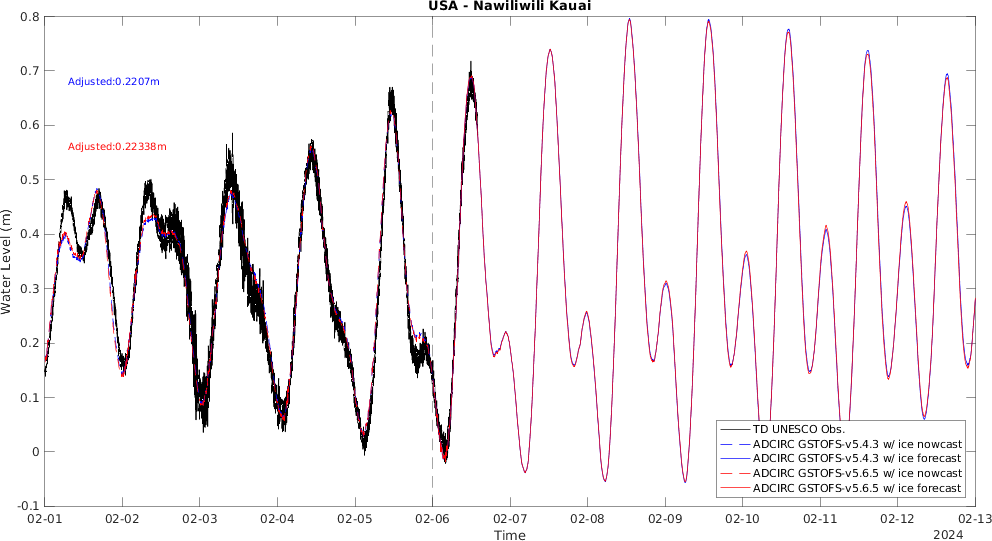 USA - Nawiliwili Kauai
0.8
0.7
0.6
0.5
0.4
0.3
0.2
0.1
0
-0.1
Water Level (m)
Adjusted:0.2207m
Adjusted:0.22338m
TD UNESCO Obs.
ADCIRC GSTOFS-v5.4.3 w/ ice nowcast
ADCIRC GSTOFS-v5.4.3 w/ ice forecast
ADCIRC GSTOFS-v5.6.5 w/ ice nowcast
ADCIRC GSTOFS-v5.6.5 w/ ice forecast
02-01 02-02 02-03 02-04 02-05 02-06 02-07 02-08 02-09 02-10 02-11 02-12 02-13
Time
2024